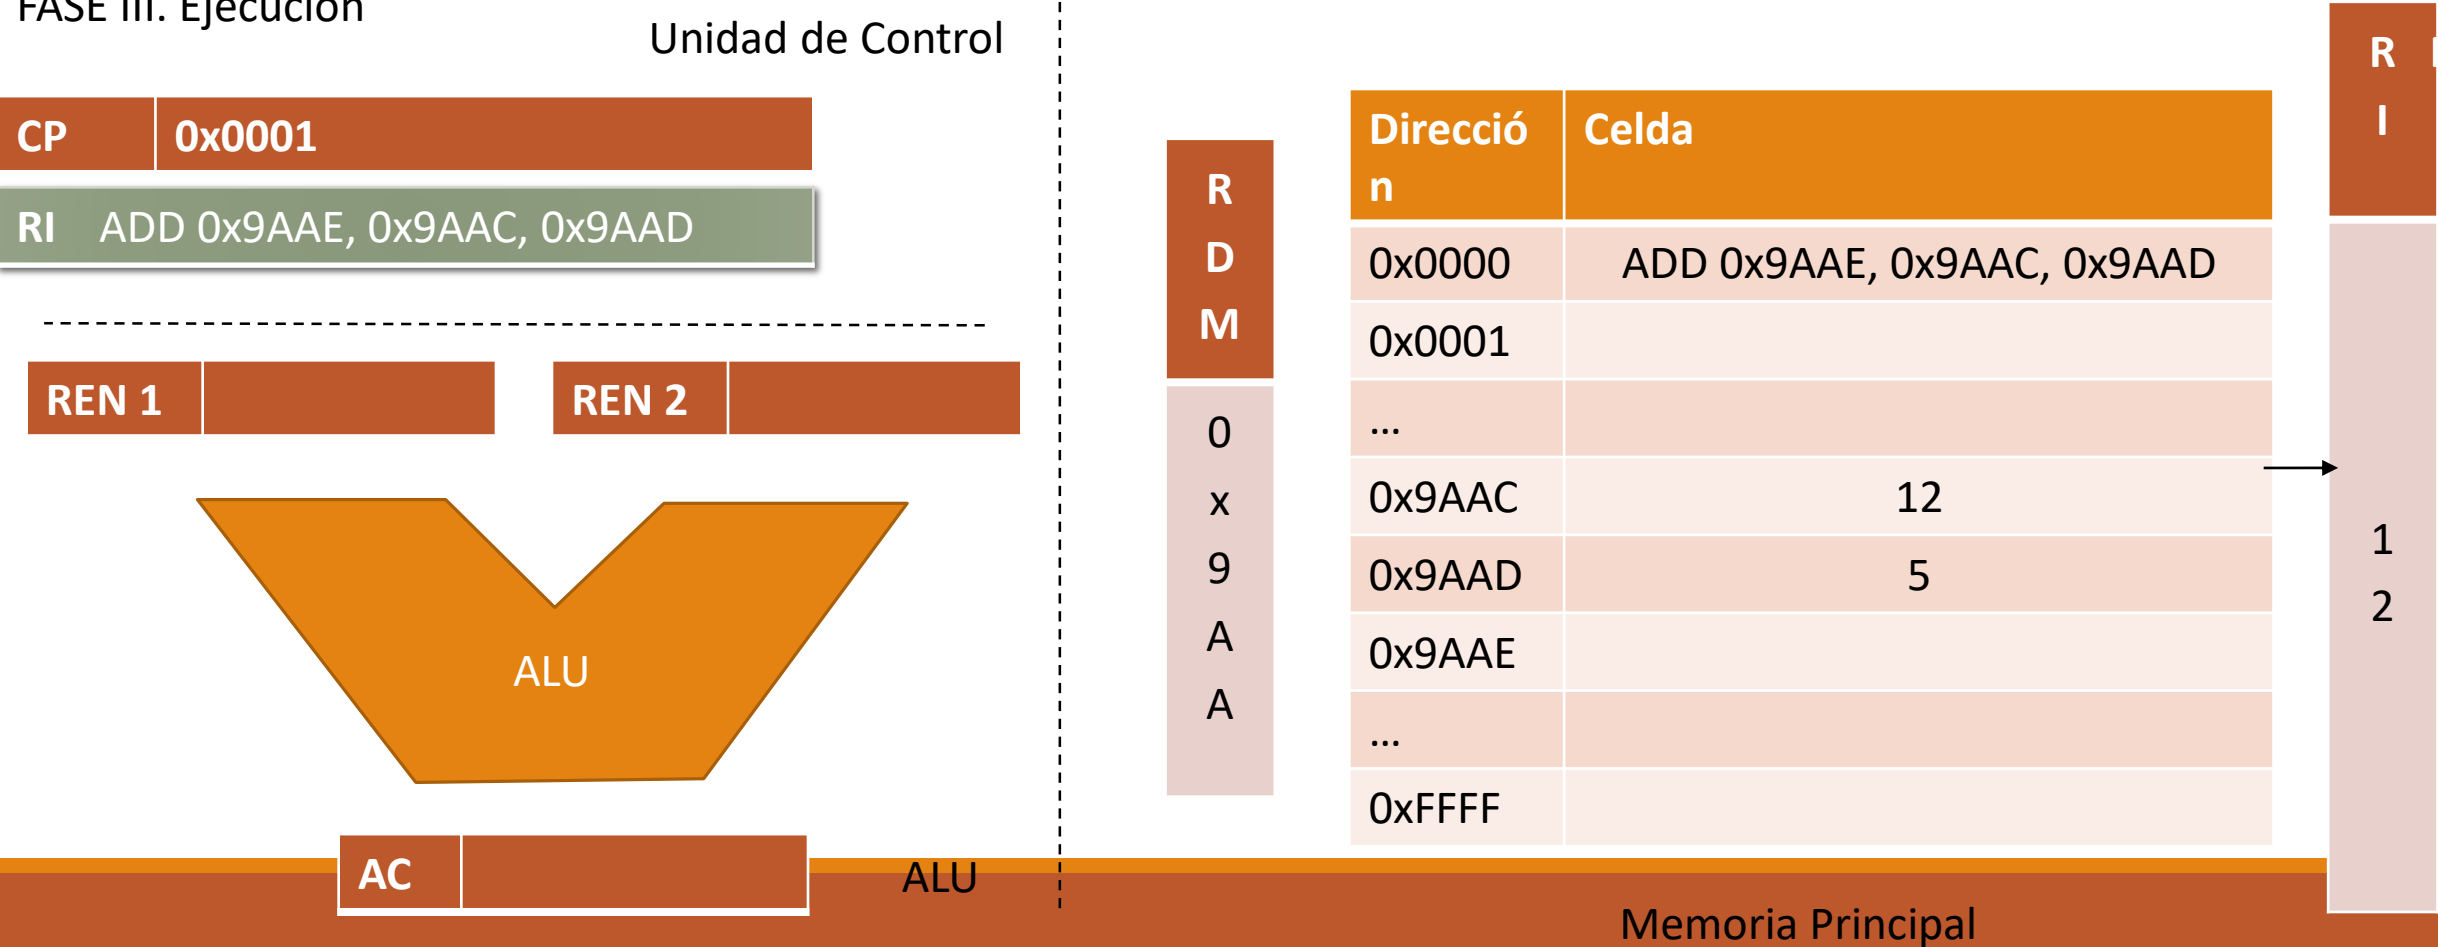 FASE III. Ejecución
Unidad de Control
CP 0x0001
RI ADD 0x9AAE, 0x9AAC, 0x9AAD
REN 1
REN 2
ALU
AC
ALU
R
D
M
0
x
9
A
A
Direcció
n
Celda
0x0000 ADD 0x9AAE, 0x9AAC, 0x9AAD
0x0001
...
0x9AAC 12
0x9AAD 5
0x9AAE
...
0xFFFF
Memoria Principal
R
I
1
2